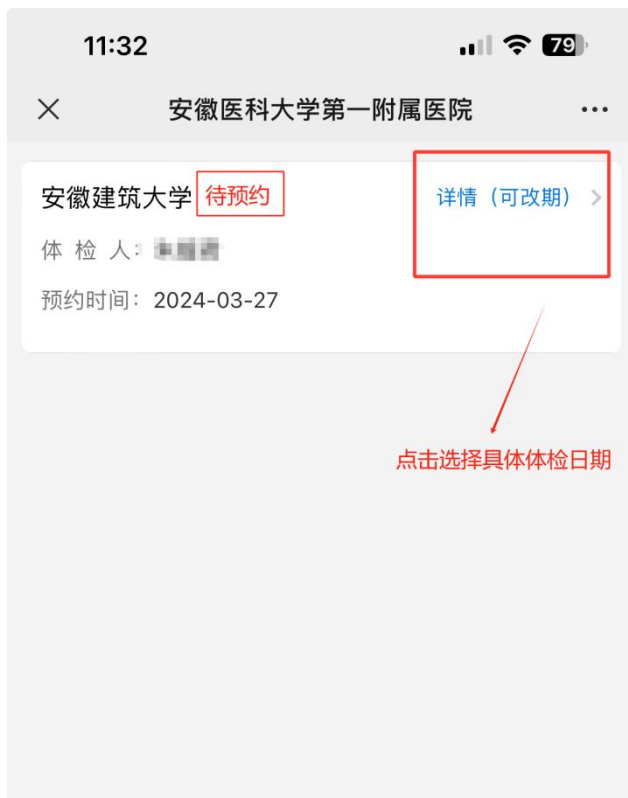 11:32
79
安徽医科大学第一附属医院
安徽建筑大学 待预约 详情（可改期）
体 检 人：
预约时间：2024-03-27
点击选择具体体检日期